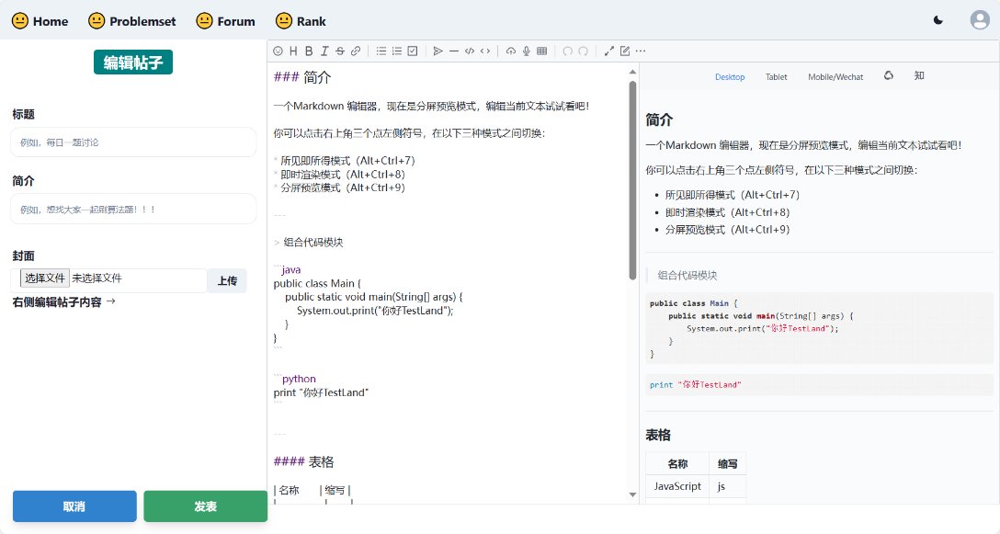 Home Problemset Forum Rank
编辑帖子
标题
例如，每日一题讨论
简介
例如，想找大家一起刷算法题！！！
封面
选择文件 未选择文件 上传
右侧编辑帖子内容 →
取消 发表
### 简介
一个Markdown 编辑器，现在是分屏预览模式，编辑当前文本试试看吧！
你可以点击右上角三个点左侧符号，在以下三种模式之间切换：
* 所见即所得模式（Alt+Ctrl+7）
* 即时渲染模式（Alt+Ctrl+8）
* 分屏预览模式（Alt+Ctrl+9）
---
> 组合代码模块
```java
public class Main {
    public static void main(String[] args) {
        System.out.print("你好TestLand");
    }
}
```
```python
print "你好TestLand"
```
---
#### 表格
| 名称 | 缩写 |
Desktop Tablet Mobile/Wechat 知
简介
一个Markdown 编辑器，现在是分屏预览模式，编辑当前文本试试看吧！
你可以点击右上角三个点左侧符号，在以下三种模式之间切换：
• 所见即所得模式（Alt+Ctrl+7）
• 即时渲染模式（Alt+Ctrl+8）
• 分屏预览模式（Alt+Ctrl+9）
组合代码模块
public class Main {
    public static void main(String[] args) {
        System.out.print("你好TestLand");
    }
}
print "你好TestLand"
表格
名称 缩写
JavaScript js